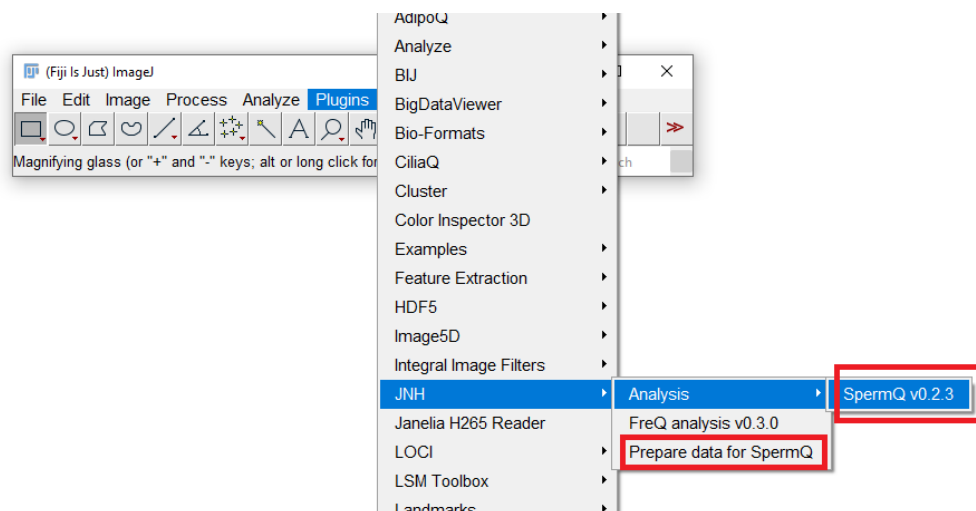 AdipoQ
Analyze
(Fiji Is Just) ImageJ
BIJ
File Edit Image Process Analyze Plugins
BigDataViewer
Bio-Formats
Magnifying glass (or "+" and "-" keys; alt or long click for
CiliaQ
ch
Cluster
Color Inspector 3D
Examples
Feature Extraction
HDF5
Image5D
Integral Image Filters
JNH
Analysis
SpermQ v0.2.3
Janelia H265 Reader
FreQ analysis v0.3.0
LOCI
Prepare data for SpermQ
LSM Toolbox
Landmarks